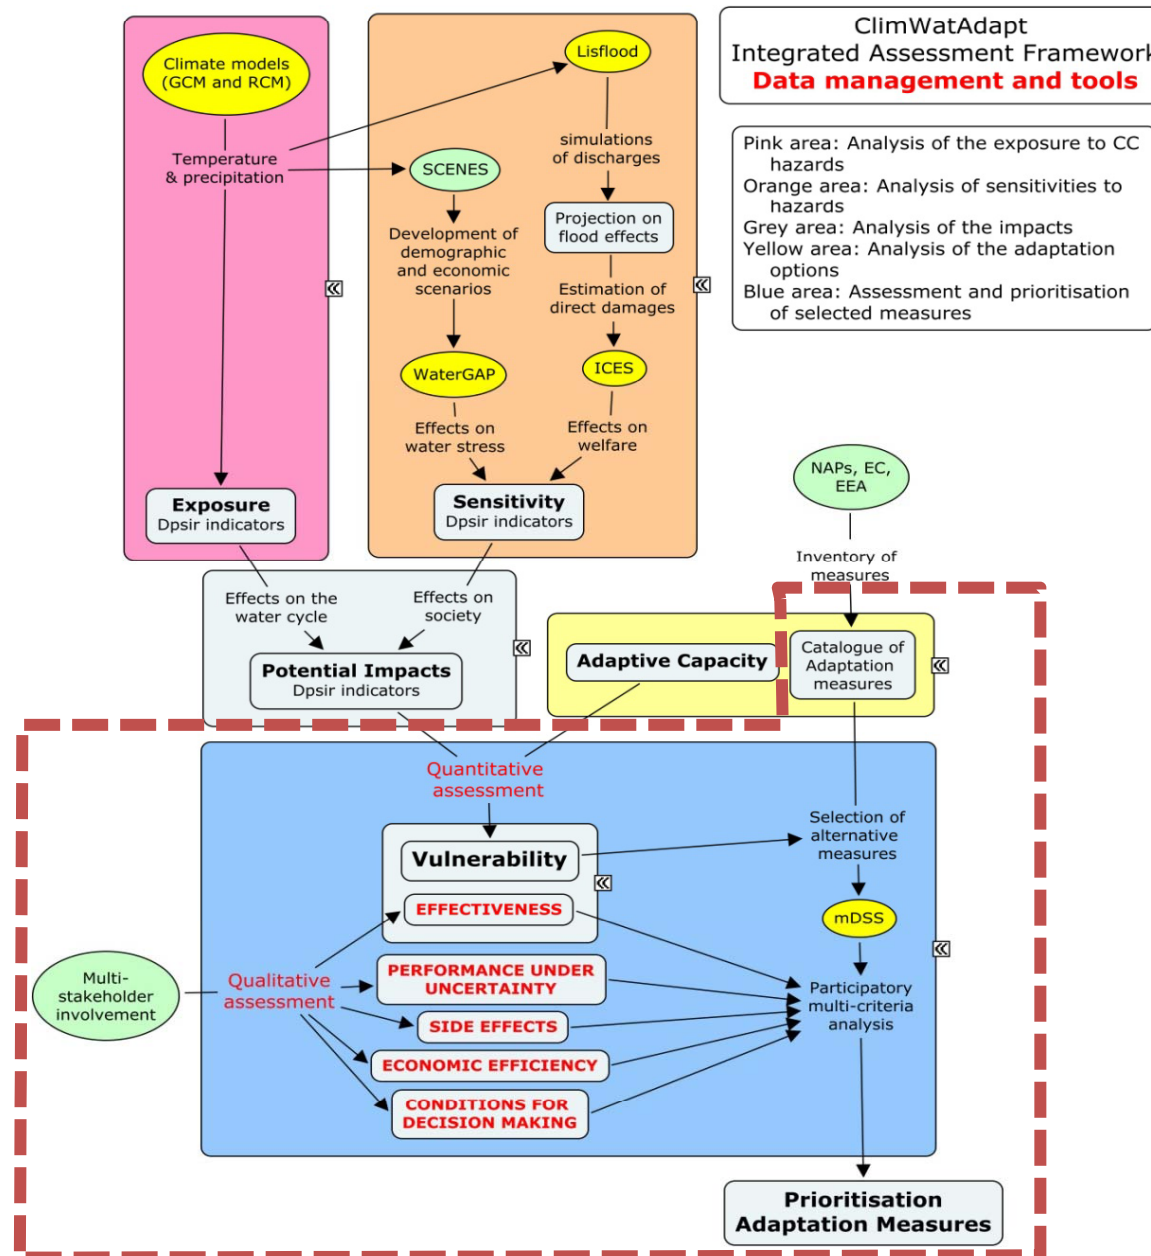 ClimWatAdapt
Integrated Assessment Framework
Data management and tools
Pink area: Analysis of the exposure to CC
hazards
Orange area: Analysis of sensitivities to
hazards
Grey area: Analysis of the impacts
Yellow area: Analysis of the adaptation
options
Blue area: Assessment and prioritisation
of selected measures
Climate models
(GCM and RCM)
Temperature
& precipitation
Exposure
Dpsir indicators
Lisflood
simulations
of discharges
SCENES
Projection on
flood effects
Development of
demographic
and economic
scenarios
Estimation of
direct damages
WaterGAP
ICES
Effects on
water stress
Effects on
welfare
Sensitivity
Dpsir indicators
NAPs, EC,
EEA
Inventory of
measures
Effects on the
water cycle
Effects on
society
Potential Impacts
Dpsir indicators
Adaptive Capacity
Catalogue of
Adaptation
measures
Quantitative
assessment
Vulnerability
Selection of
alternative
measures
EFFECTIVENESS
mDSS
Multi-
stakeholder
involvement
Qualitative
assessment
PERFORMANCE UNDER
UNCERTAINTY
SIDE EFFECTS
ECONOMIC EFFICIENCY
CONDITIONS FOR
DECISION MAKING
Participatory
multi-criteria
analysis
Prioritisation
Adaptation Measures